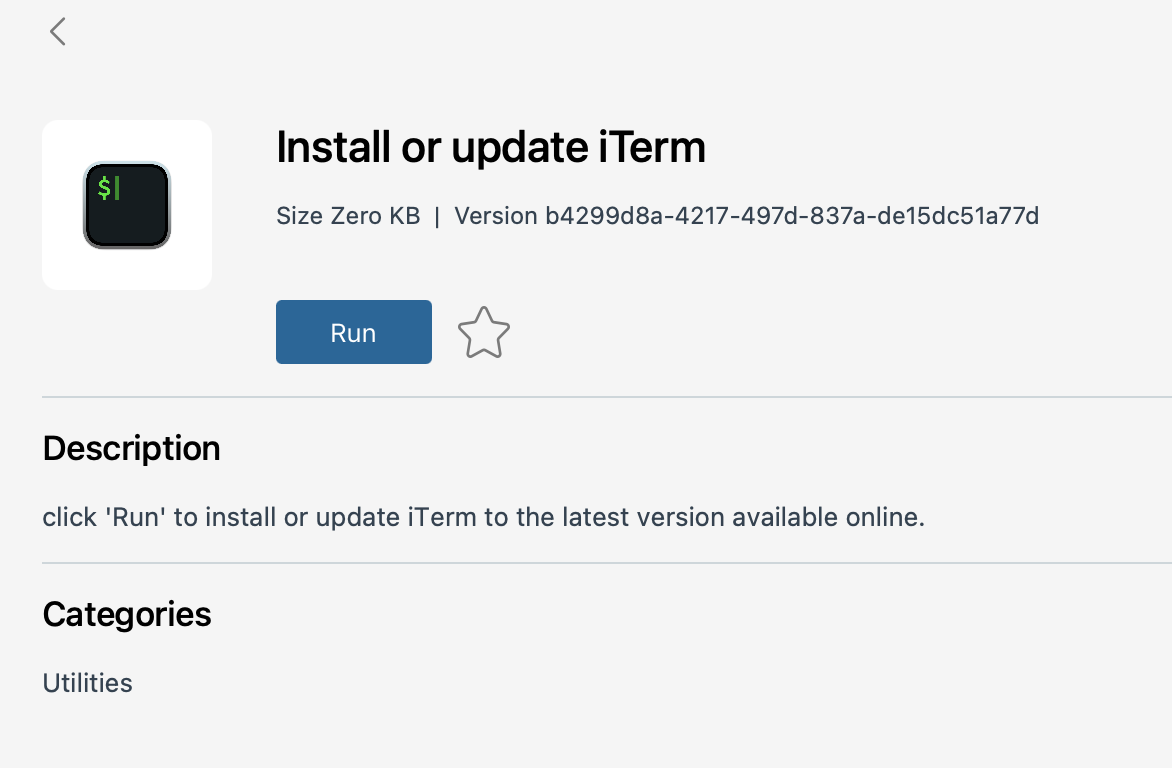 $
Install or update iTerm
Size Zero KB | Version b4299d8a-4217-497d-837a-de15dc51a77d
Run
Description
click 'Run' to install or update iTerm to the latest version available online.
Categories
Utilities